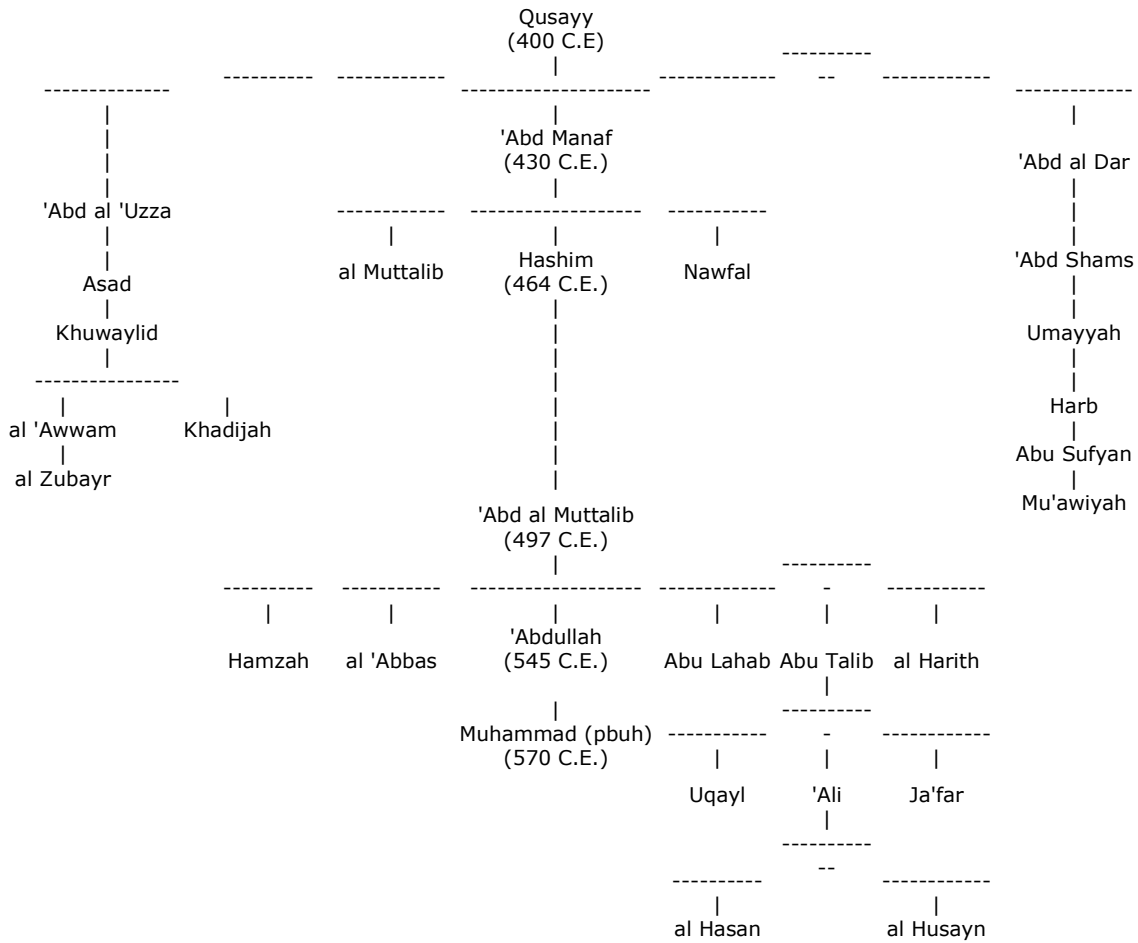 Qusayy
(400 C.E)
'Abd Manaf
(430 C.E.)
'Abd al Dar
'Abd al 'Uzza
al Muttalib
Hashim
(464 C.E.)
Nawfal
'Abd Shams
Asad
Khuwaylid
Umayyah
al 'Awwam
Khadijah
Harb
al Zubayr
Abu Sufyan
Mu'awiyah
'Abd al Muttalib
(497 C.E.)
Hamzah
al 'Abbas
'Abdullah
(545 C.E.)
Abu Lahab
Abu Talib
al Harith
Muhammad (pbuh)
(570 C.E.)
Uqayl
'Ali
Ja'far
al Hasan
al Husayn